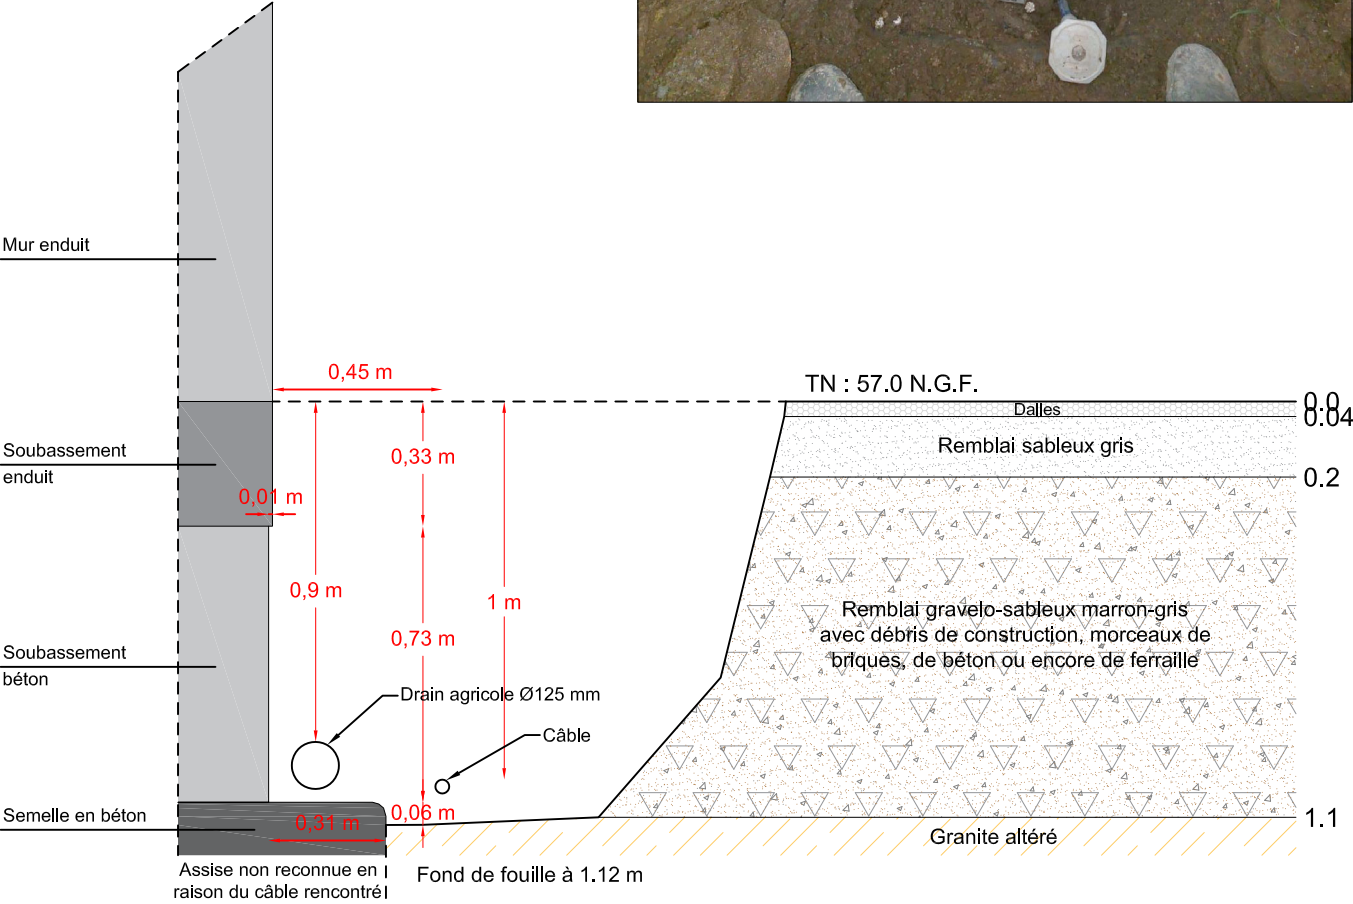 Mur enduit
0,45 m
TN : 57.0 N.G.F.
0.0
Dalles
0.04
Soubassement
enduit
0,33 m
Remblai sableux gris
0.2
0,01 m
0,9 m
1 m
0,73 m
Remblai gravelo-sableux marron-gris
avec débris de construction, morceaux de
briques, de béton ou encore de ferraille
Soubassement
béton
Drain agricole Ø125 mm
Câble
Semelle en béton
0,31 m
0,06 m
1.1
Granite altéré
Assise non reconnue en
raison du câble rencontré
Fond de fouille à 1.12 m